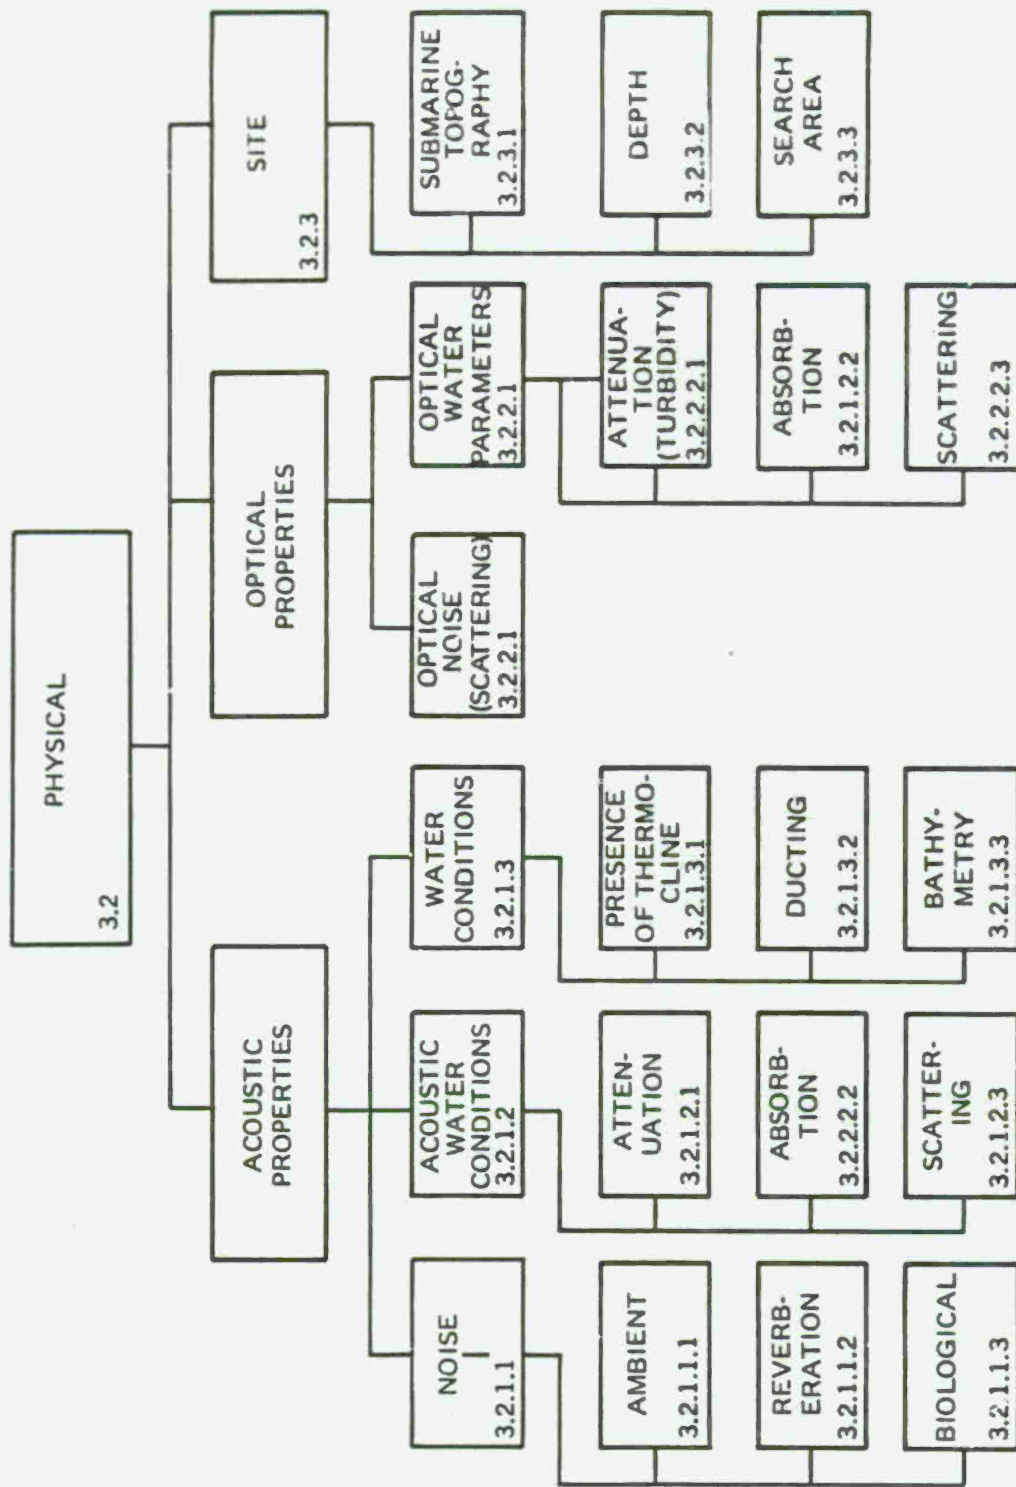 PHYSICAL
3.2
ACOUSTIC
PROPERTIES
OPTICAL
PROPERTIES
SITE
3.2.3
NOISE
3.2.1.1
ACOUSTIC
WATER
CONDITIONS
3.2.1.2
WATER
CONDITIONS
3.2.1.3
OPTICAL
NOISE
(SCATTERING)
3.2.2.1
OPTICAL
WATER
PARAMETERS
3.2.2.1
SUBMARINE
TOPOG-
RAPHY
3.2.3.1
AMBIENT
3.2.1.1.1
ATTEN-
UATION
3.2.1.2.1
PRESENCE
OF THERMO-
CLINE
3.2.1.3.1
ATTENUA-
TION
(TURBIDITY)
3.2.2.2.1
DEPTH
3.2.3.2
REVERB-
ERATION
3.2.1.1.2
ABSORB-
TION
3.2.2.2.2
DUCTING
3.2.1.3.2
ABSORB-
TION
3.2.1.2.2
SEARCH
AREA
3.2.3.3
BIOLOGICAL
3.2.1.1.3
SCATTER-
ING
3.2.1.2.3
BATHY-
METRY
3.2.1.3.3
SCATTERING
3.2.2.2.3